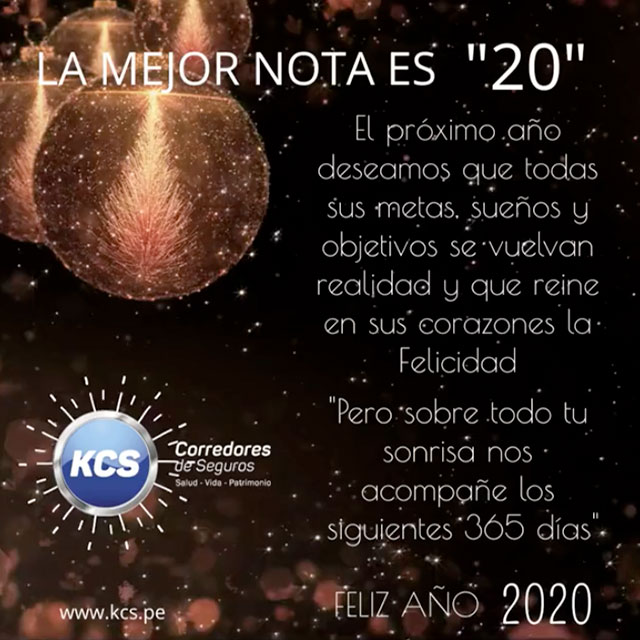 LA MEJOR NOTA ES "20"
El próximo año
deseamos que todas
sus metas, sueños y
objetivos se vuelvan
realidad y que reine
en sus corazones la
Felicidad
"Pero sobre todo tu
sonrisa nos
acompañe los
siguientes 365 días"
KCS
Corredores
de Seguros
Salud - Vida - Patrimonio
www.kcs.pe
FELIZ AÑO 2020